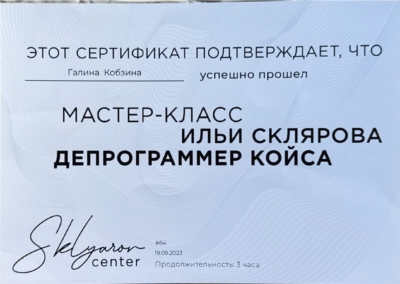 ЭТОТ СЕРТИФИКАТ ПОДТВЕРЖДАЕТ, ЧТО
Галина Кобзина успешно прошел
МАСТЕР-КЛАСС
ИЛЬИ СКЛЯРОВА
ДЕПРОГРАММЕР КОЙСА
Sklyarov
center
#64
19.09.2023
Продолжительность: 3 часа